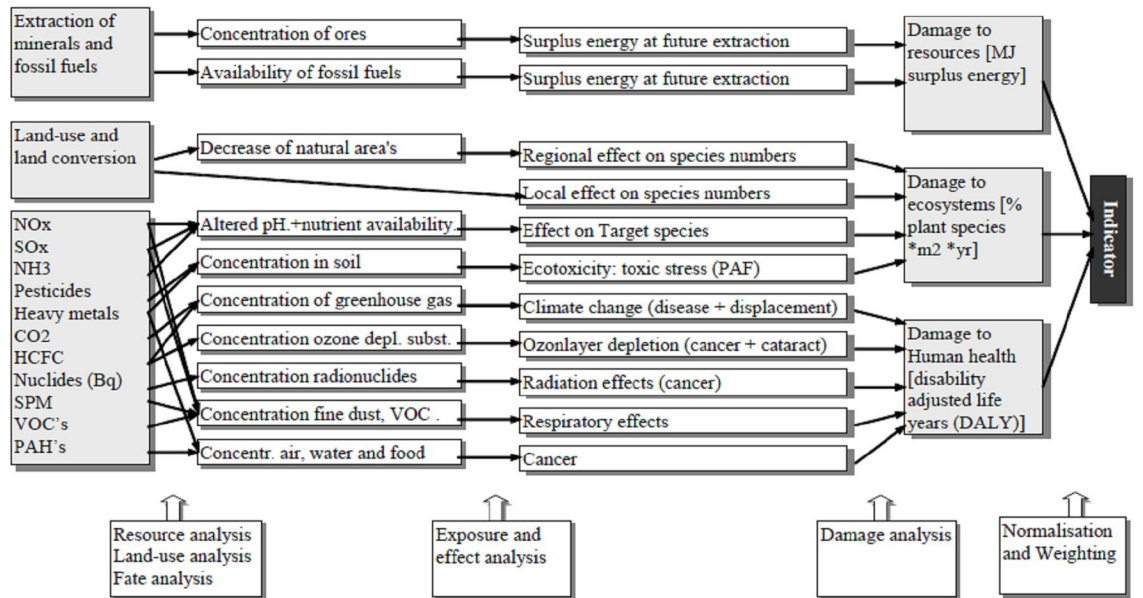 Extraction of
minerals and
fossil fuels
Concentration of ores
Availability of fossil fuels
Surplus energy at future extraction
Surplus energy at future extraction
Damage to
resources [MJ
surplus energy]
Land-use and
land conversion
Decrease of natural area's
Regional effect on species numbers
Local effect on species numbers
Danage to
ecosystems [%
plant species
*m2 *yr]
Indicator
NOx
SOx
NH3
Pesticides
Heavy metals
CO2
HCFC
Nuclides (Bq)
SPM
VOC's
PAH's
Altered pH.+nutrient availability.
Concentration in soil
Concentration of greenhouse gas
Concentration ozone depl. subst.
Concentration radionuclides
Concentration fine dust, VOC .
Concentr. air, water and food
Effect on Target species
Ecotoxicity: toxic stress (PAF)
Climate change (disease + displacement)
Ozonlayer depletion (cancer + cataract)
Radiation effects (cancer)
Respiratory effects
Cancer
Damage to
Human health
[disability
adjusted life
years (DALY)]
Resource analysis
Land-use analysis
Fate analysis
Exposure and
effect analysis
Damage analysis
Normalisation
and Weighting